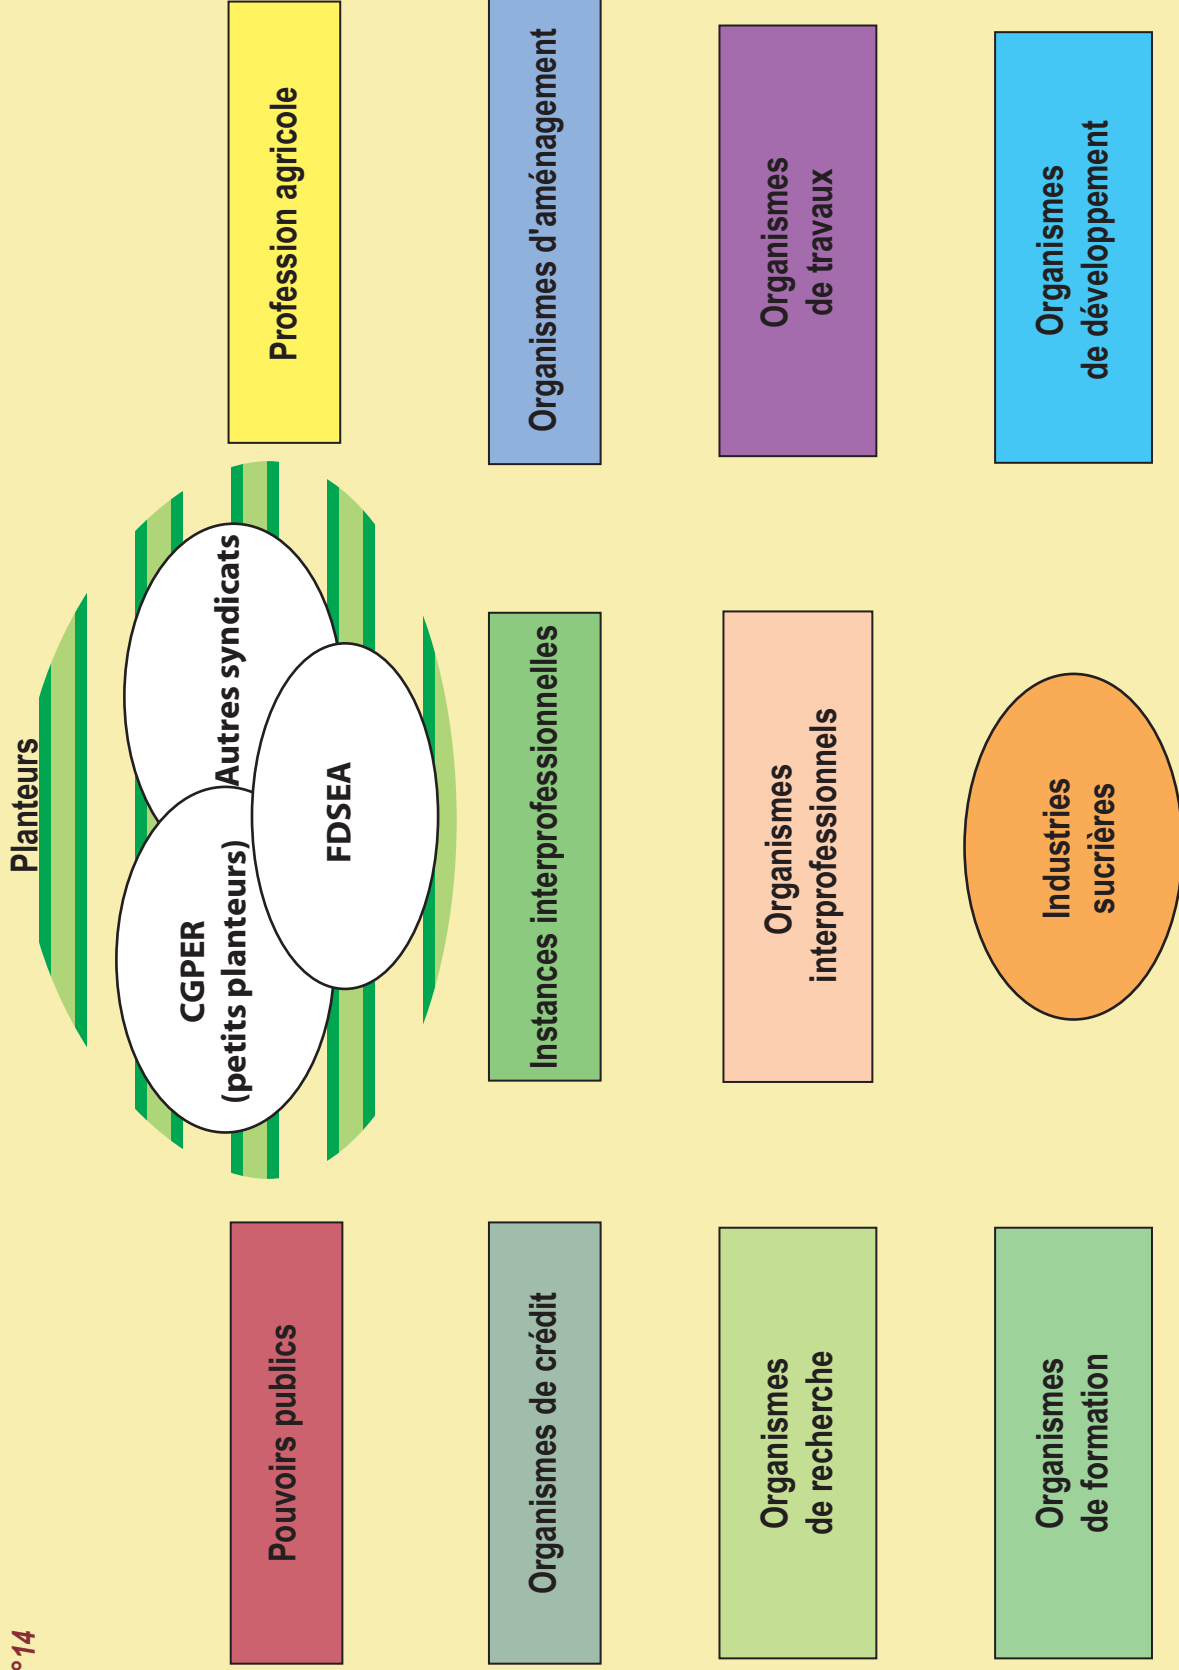 °14
Planteurs
Pouvoirs publics
CGPER
(petits planteurs)
Autres syndicats
FDSEA
Profession agricole
Organismes de crédit
Instances interprofessionnelles
Organismes d'aménagement
Organismes
de recherche
Organismes
interprofessionnels
Organismes
de travaux
Organismes
de formation
Industries
sucrières
Organismes
de développement